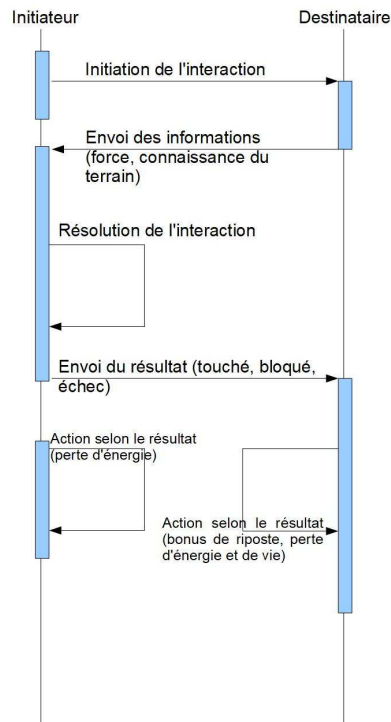 Initiateur
Destinataire
Initiation de l'interaction
Envoi des informations
(force, connaissance du
terrain)
Résolution de l'interaction
Envoi du résultat (touché, bloqué,
échec)
Action selon le résultat
(perte d'énergie)
Action selon le résultat
(bonus de riposte, perte
d'énergie et de vie)